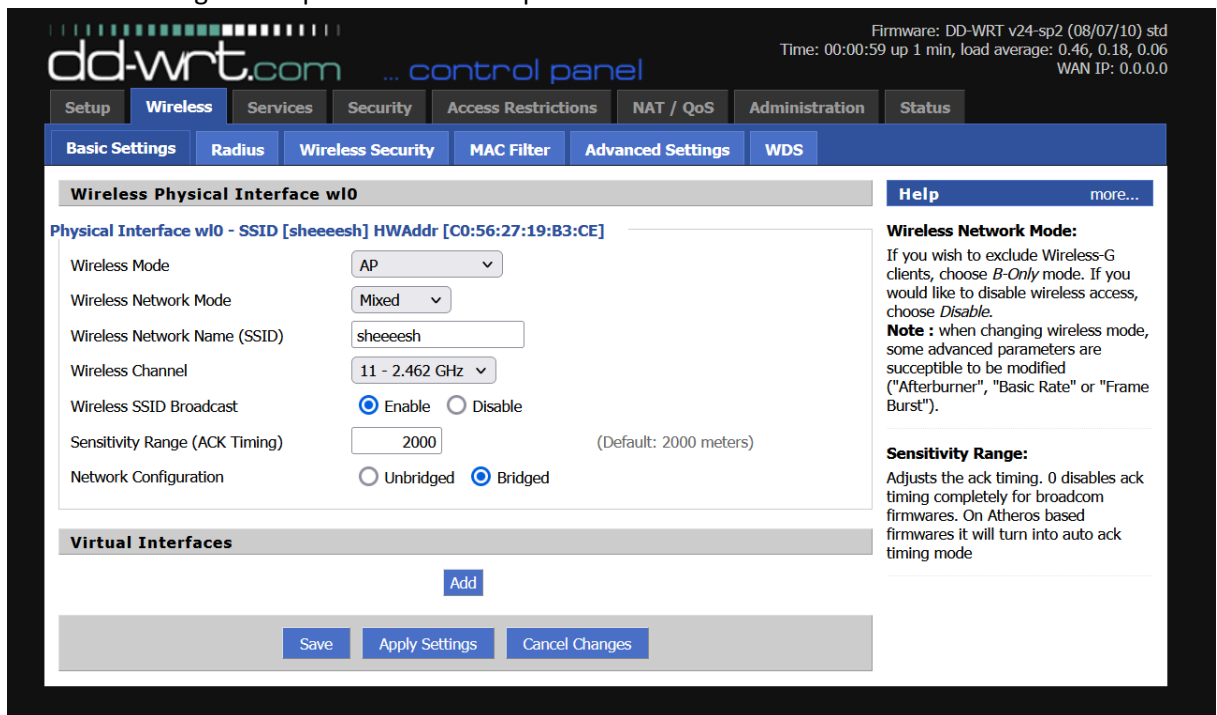 Firmware: DD-WRT v24-sp2 (08/07/10) std
Time: 00:00:59 up 1 min, load average: 0.46, 0.18, 0.06
WAN IP: 0.0.0.0
dd-wrt.com ... control panel
Setup Wireless Services Security Access Restrictions NAT / QoS Administration Status
Basic Settings Radius Wireless Security MAC Filter Advanced Settings WDS
Wireless Physical Interface wl0
Physical Interface wl0 - SSID [sheeeesh] HWAddr [C0:56:27:19:B3:CE]
Wireless Mode AP
Wireless Network Mode Mixed
Wireless Network Name (SSID) sheeeesh
Wireless Channel 11 - 2.462 GHz
Wireless SSID Broadcast Enable Disable
Sensitivity Range (ACK Timing) 2000 (Default: 2000 meters)
Network Configuration Unbridged Bridged
Virtual Interfaces
Add
Save Apply Settings Cancel Changes
Help more...
Wireless Network Mode:
If you wish to exclude Wireless-G
clients, choose B-Only mode. If you
would like to disable wireless access,
choose Disable.
Note : when changing wireless mode,
some advanced parameters are
succeptible to be modified
("Afterburner", "Basic Rate" or "Frame
Burst").
Sensitivity Range:
Adjusts the ack timing. 0 disables ack
timing completely for broadcom
firmwares. On Atheros based
firmwares it will turn into auto ack
timing mode